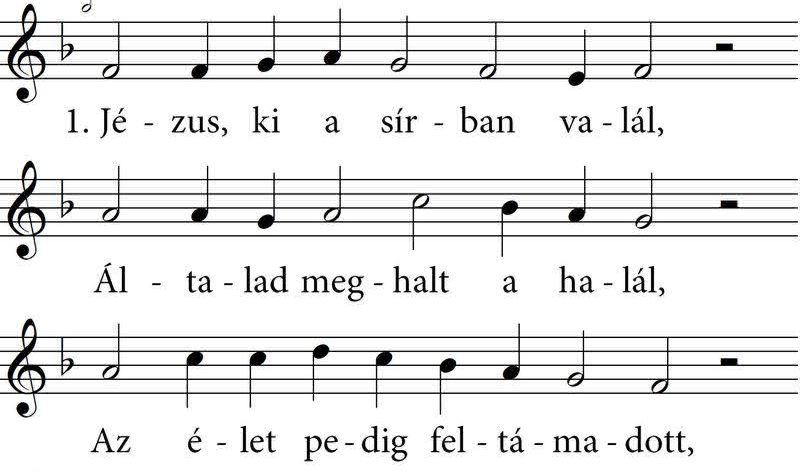 1. Jé - zus, ki a sír - ban va - lál,
Ál - ta - lad meg - halt a ha - lál,
Az é - let pe - dig fel - tá - ma - dott,